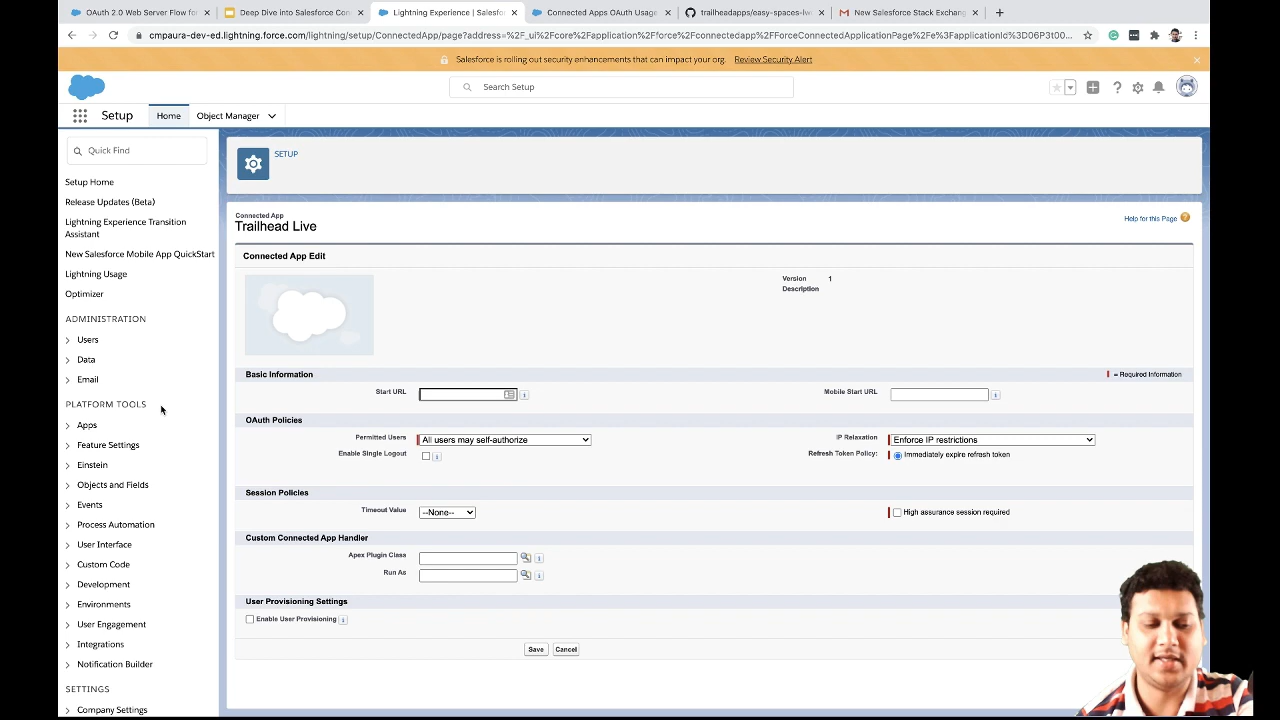 OAuth 2.0 Web Server Flow for
Deep Dive into Salesforce Con
Lightning Experience | Salesfor
Connected Apps OAuth Usage
trailheadapps/easy-spaces-lw
New Salesforce Stack Exchang
cmpaura-dev-ed.lightning.force.com/lightning/setup/ConnectedApp/page?address=%2F_ui%2Fcore%2Fapplication%2Fforce%2Fconnectedapp%2FForceConnectedApplicationPage%2Fe%3FapplicationId%3D06P3t00...
Salesforce is rolling out security enhancements that can impact your org. Review Security Alert
Search Setup
Setup Home Object Manager
Quick Find
Setup Home
Release Updates (Beta)
Lightning Experience Transition
Assistant
New Salesforce Mobile App QuickStart
Lightning Usage
Optimizer
ADMINISTRATION
Users
Data
Email
PLATFORM TOOLS
Apps
Feature Settings
Einstein
Objects and Fields
Events
Process Automation
User Interface
Custom Code
Development
Environments
User Engagement
Integrations
Notification Builder
SETTINGS
Company Settings
SETUP
Connected App
Trailhead Live
Help for this Page
Connected App Edit
Version 1
Description
Basic Information
= Required Information
Start URL
Mobile Start URL
OAuth Policies
Permitted Users All users may self-authorize
IP Relaxation Enforce IP restrictions
Enable Single Logout
Refresh Token Policy: Immediately expire refresh token
Session Policies
Timeout Value --None--
High assurance session required
Custom Connected App Handler
Apex Plugin Class
Run As
User Provisioning Settings
Enable User Provisioning
Save Cancel